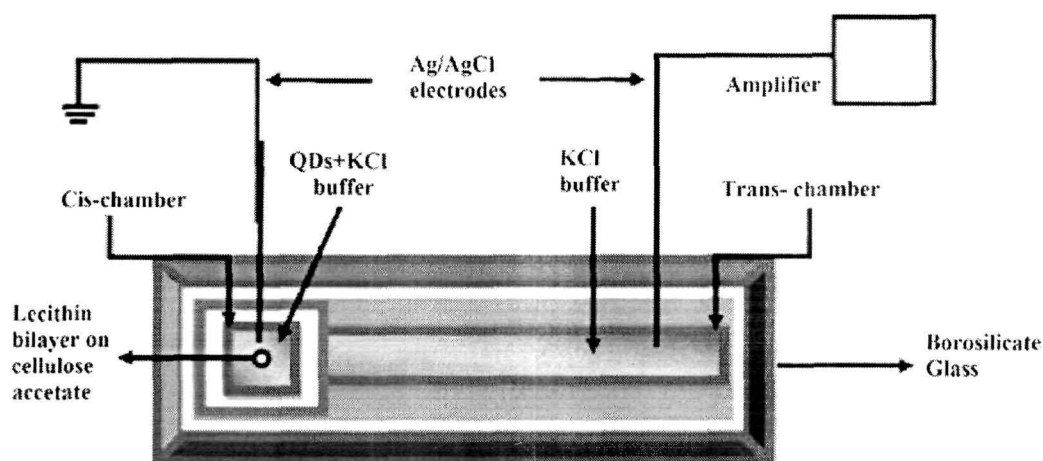 Ag/AgCl
electrodes
Amplifier
QDs+KCl
buffer
KCl
buffer
Cis-chamber
Trans- chamber
Lecithin
bilayer on
cellulose
accetate
Borosilicate
Glass